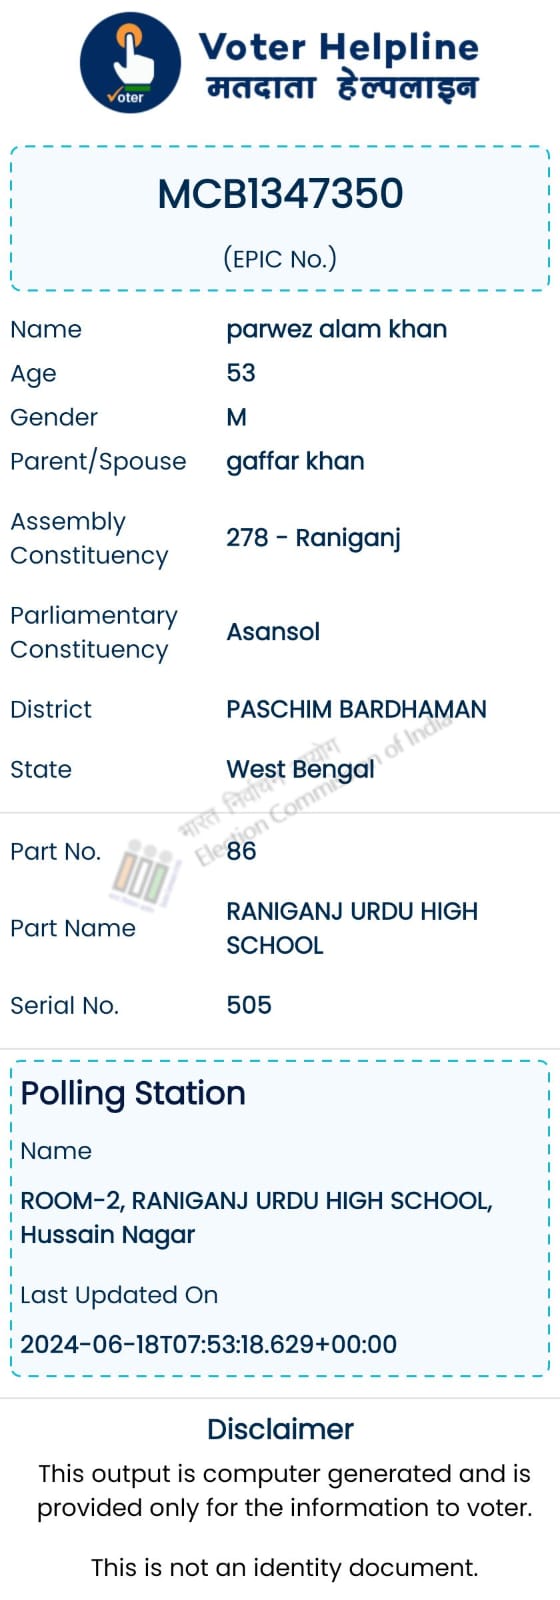 Voter Helpline
मतदाता हेल्पलाइन
Voter
MCB1347350
(EPIC No.)
Name parwez alam khan
Age 53
Gender M
Parent/Spouse gaffar khan
Assembly Constituency 278 - Raniganj
Parliamentary Constituency Asansol
District PASCHIM BARDHAMAN
State West Bengal
भारत निर्वाचन आयोग
Election Commission of India
Part No. 86
Part Name RANIGANJ URDU HIGH SCHOOL
Serial No. 505
Polling Station
Name
ROOM-2, RANIGANJ URDU HIGH SCHOOL,
Hussain Nagar
Last Updated On
2024-06-18T07:53:18.629+00:00
Disclaimer
This output is computer generated and is
provided only for the information to voter.
This is not an identity document.